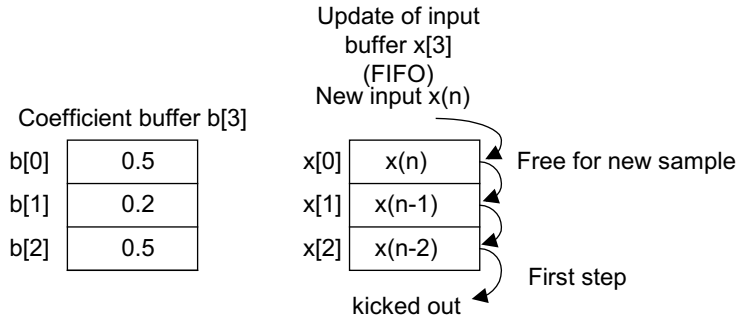 Update of input
buffer x[3]
(FIFO)
New input x(n)
Coefficient buffer b[3]
b[0] 0.5
b[1] 0.2
b[2] 0.5
x[0] x(n) Free for new sample
x[1] x(n-1)
x[2] x(n-2)
First step
kicked out